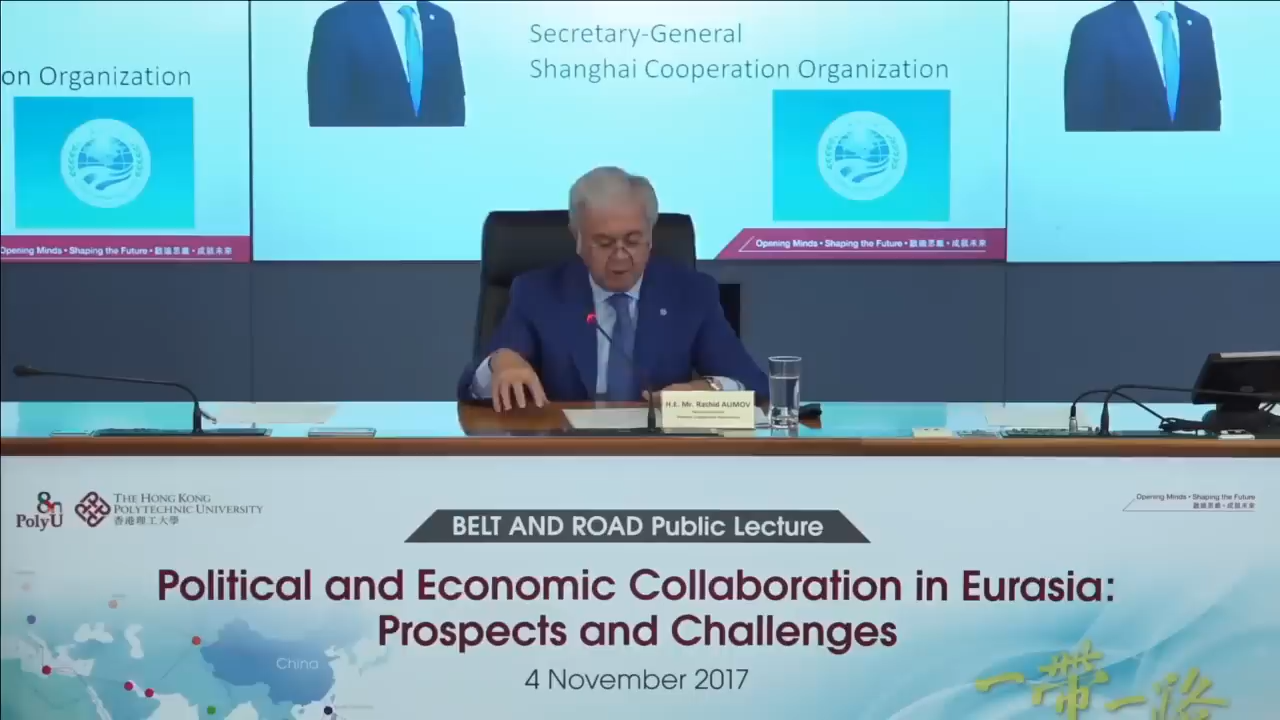 on Organization
Secretary-General
Shanghai Cooperation Organization
Opening Minds • Shaping the Future • 啟迪思維 • 成就未來
Opening Minds • Shaping the Future • 啟迪思維 • 成就未來
H.E. Mr. Rashid ALIMOV
PolyU
THE HONG KONG
POLYTECHNIC UNIVERSITY
香港理工大學
Opening Minds • Shaping the Future
啟迪思維 • 成就未來
BELT AND ROAD Public Lecture
Political and Economic Collaboration in Eurasia:
Prospects and Challenges
4 November 2017
China
一带一路